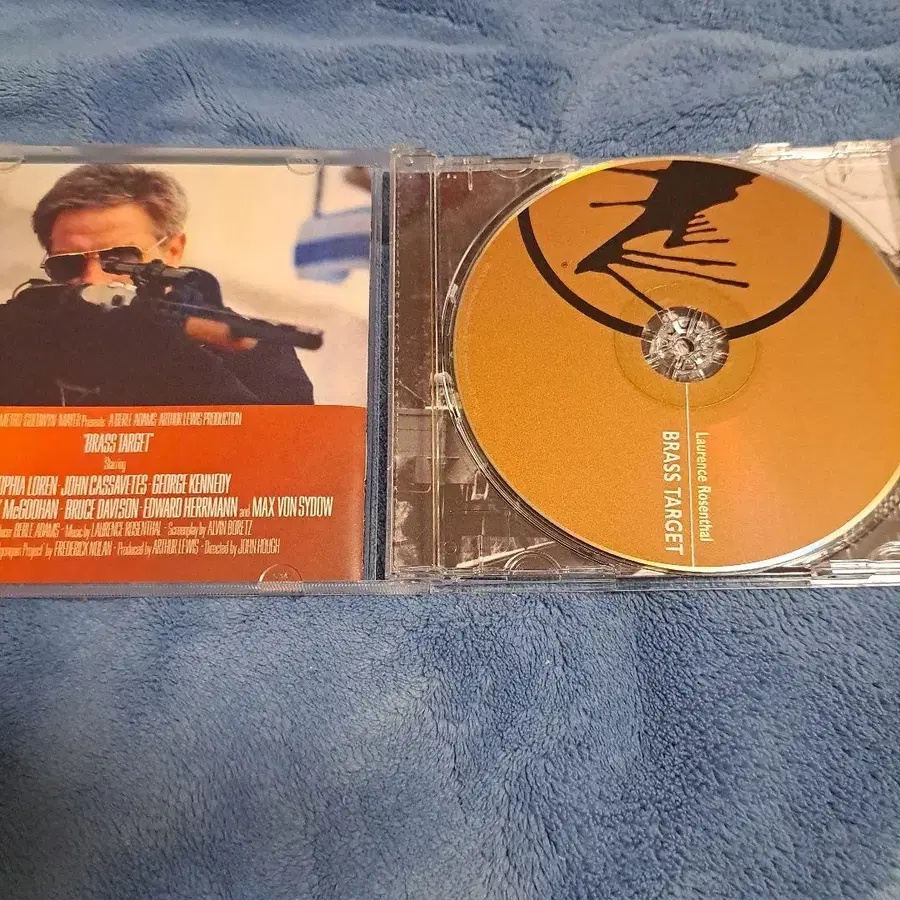 METRO-GOLDWYN-MAYER Presents A BERLE ADAMS-ARTHUR LEWIS PRODUCTION
"BRASS TARGET"
Starring
OPHIA LOREN · JOHN CASSAVETES · GEORGE KENNEDY
McGOOHAN · BRUCE DAVISON · EDWARD HERRMANN and MAX VON SYDOW
BERLE ADAMS · Music by LAURENCE ROSENTHAL · Screenplay by ALVIN BORETZ
Project" by FREDERICK NOLAN · Produced by ARTHUR LEWIS · Directed by JOHN HOUGH
Laurence Rosenthal
BRASS TARGET
®